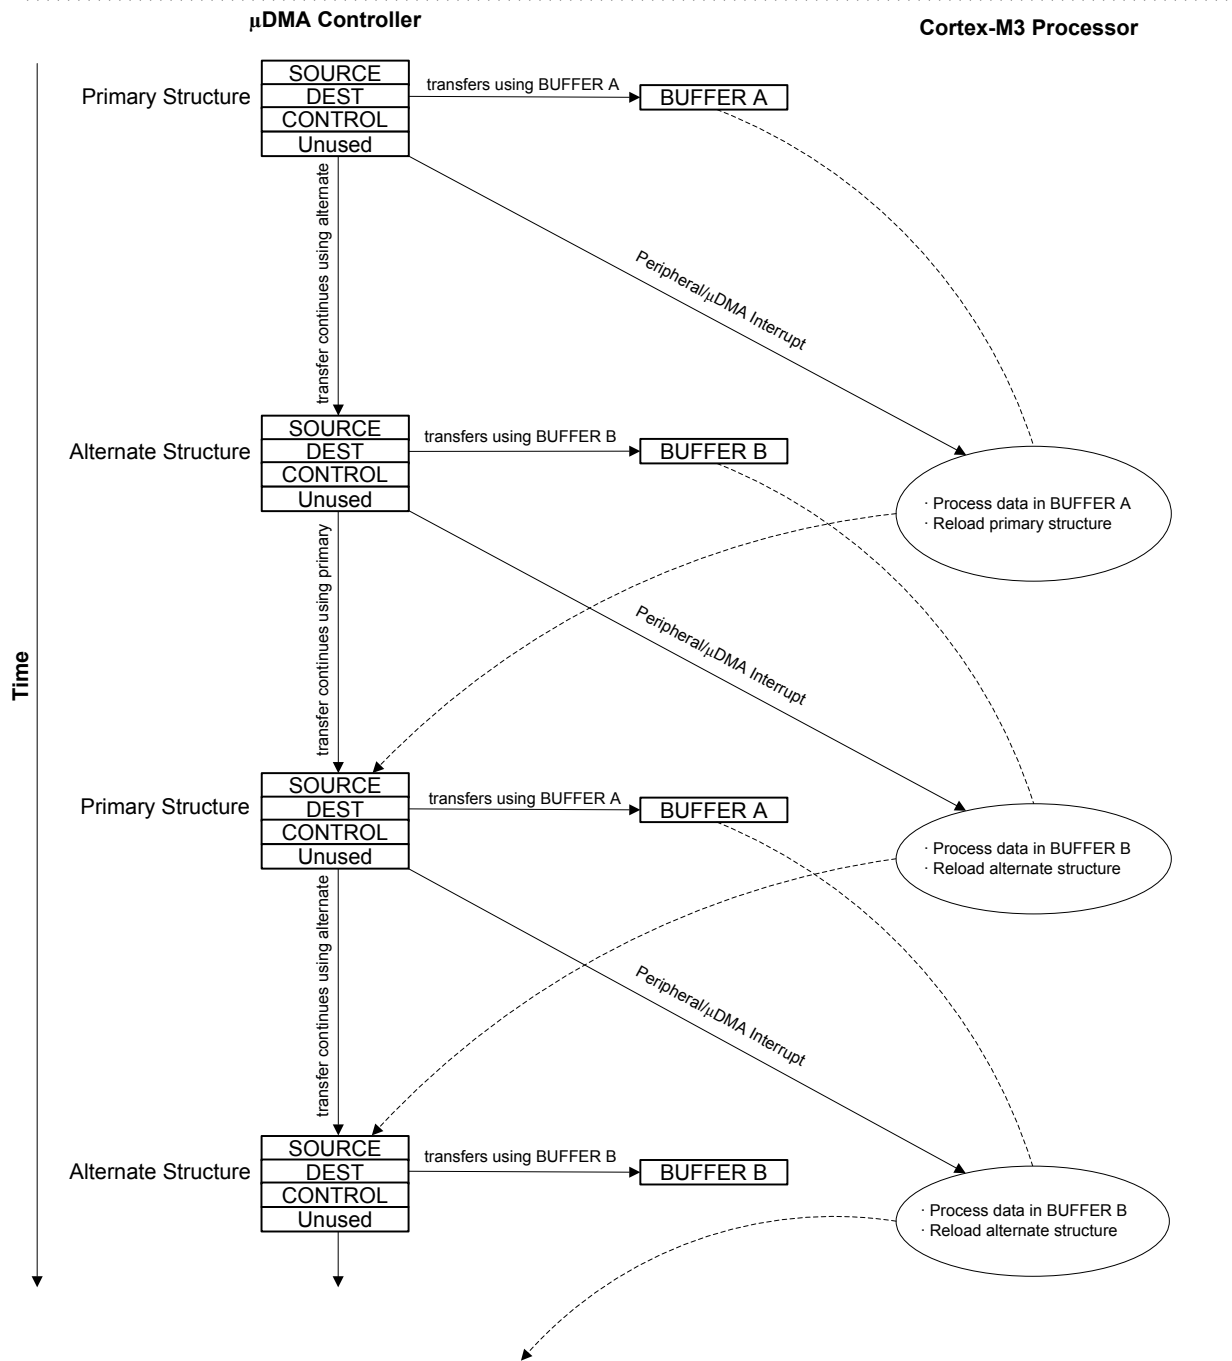 μDMA Controller
Cortex-M3 Processor
Primary Structure
SOURCE
DEST
CONTROL
Unused
transfers using BUFFER A
BUFFER A
transfer continues using alternate
Peripheral/μDMA Interrupt
Alternate Structure
SOURCE
DEST
CONTROL
Unused
transfers using BUFFER B
BUFFER B
· Process data in BUFFER A
· Reload primary structure
transfer continues using primary
Peripheral/μDMA Interrupt
Time
Primary Structure
SOURCE
DEST
CONTROL
Unused
transfers using BUFFER A
BUFFER A
· Process data in BUFFER B
· Reload alternate structure
transfer continues using alternate
Peripheral/μDMA Interrupt
Alternate Structure
SOURCE
DEST
CONTROL
Unused
transfers using BUFFER B
BUFFER B
· Process data in BUFFER B
· Reload alternate structure